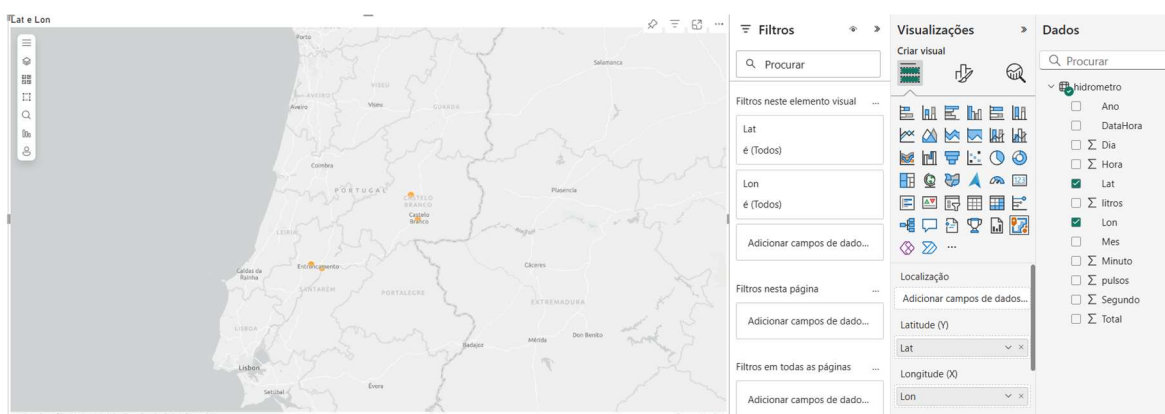 Lat e Lon
Porto
Salamanca
VISEU
AVEIRO
Aveiro
Viseu
GUARDA
Coimbra
PORTUGAL
CASTELO
BRANCO
Castelo
Branco
Plasencia
LEIRIA
Entroncamento
Caldas da
Rainha
SANTARÉM
PORTALEGRE
Cáceres
EXTREMADURA
LISBOA
Lisbon
Badajoz
Mérida
Don Benito
Setúbal
Évora
Filtros
Procurar
Filtros neste elemento visual ...
Lat
é (Todos)
Lon
é (Todos)
Adicionar campos de dado...
Filtros nesta página ...
Adicionar campos de dado...
Filtros em todas as páginas ...
Adicionar campos de dado...
Visualizações
Criar visual
Localização
Adicionar campos de dados...
Latitude (Y)
Lat
Longitude (X)
Lon
Dados
Procurar
hidrometro
Ano
DataHora
Dia
Hora
Lat
litros
Lon
Mes
Minuto
pulsos
Segundo
Total